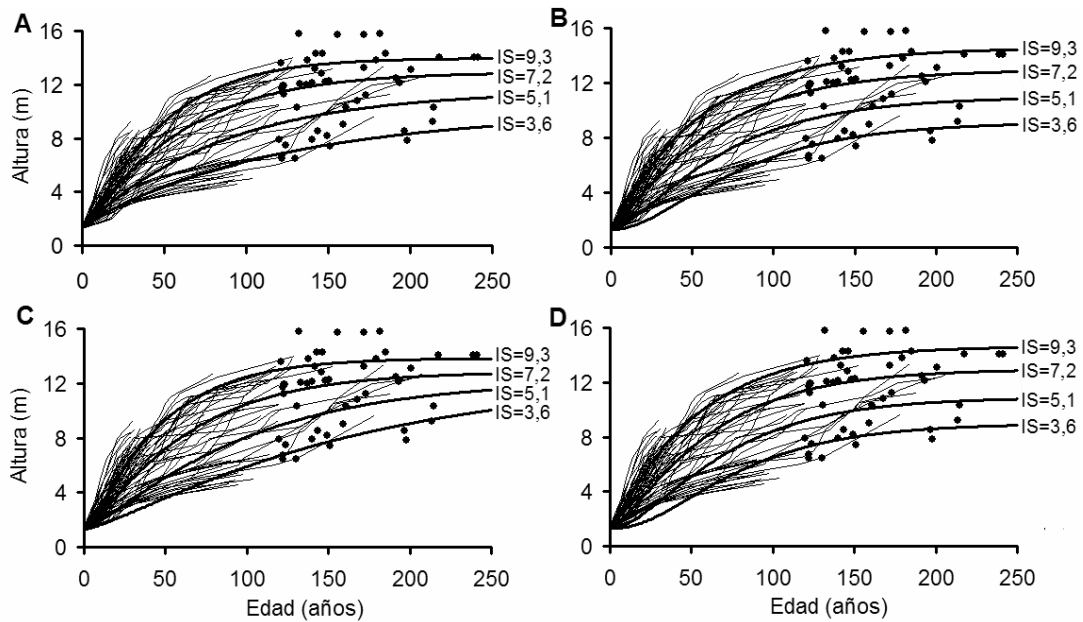 A
B
Altura (m)
16
12
8
4
0
IS=9,3
IS=7,2
IS=5,1
IS=3,6
0 50 100 150 200 250
16
12
8
4
0
IS=9,3
IS=7,2
IS=5,1
IS=3,6
0 50 100 150 200 250
C
D
Altura (m)
16
12
8
4
0
IS=9,3
IS=7,2
IS=5,1
IS=3,6
0 50 100 150 200 250
Edad (años)
16
12
8
4
0
IS=9,3
IS=7,2
IS=5,1
IS=3,6
0 50 100 150 200 250
Edad (años)